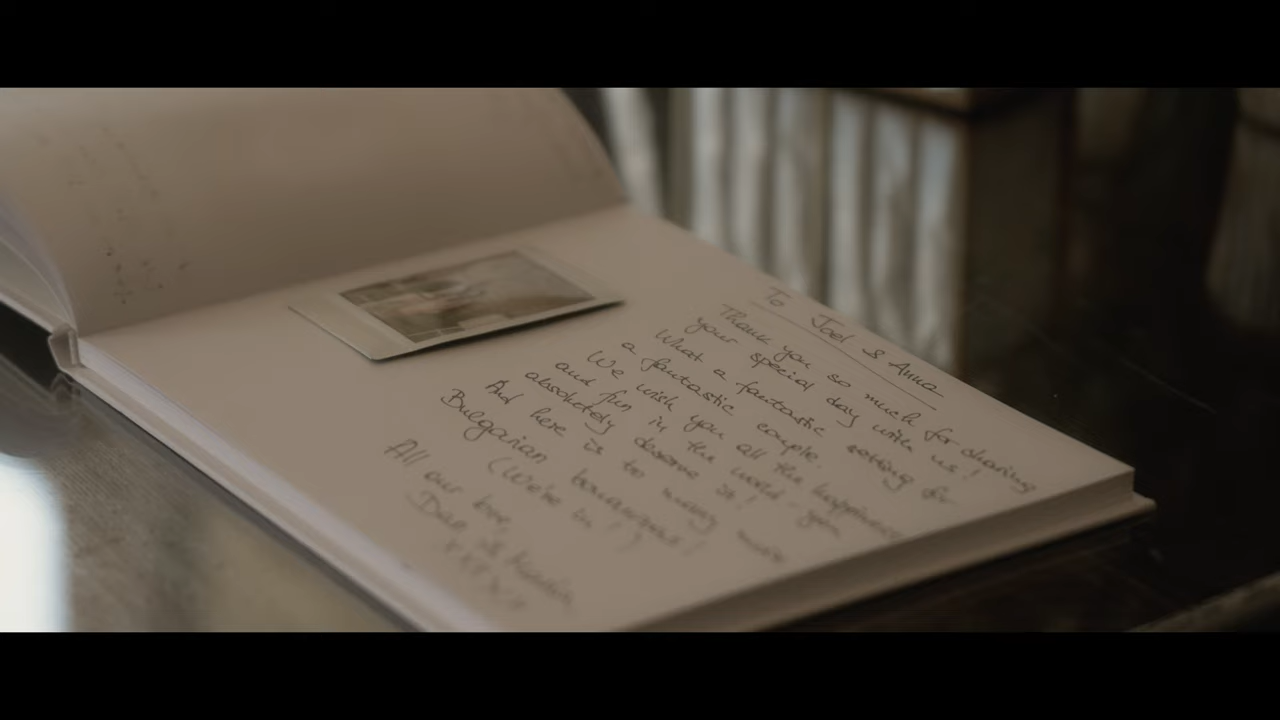 To Joel & Anna
Thank you so much for sharing
your special day with us!
What a fantastic setting for
a fantastic couple.
We wish you all the happiness
and fun in the world - you
absolutely deserve it!
And here is to many more
Bulgarian
(We're in!)
All our love,
Dan &
xxxx